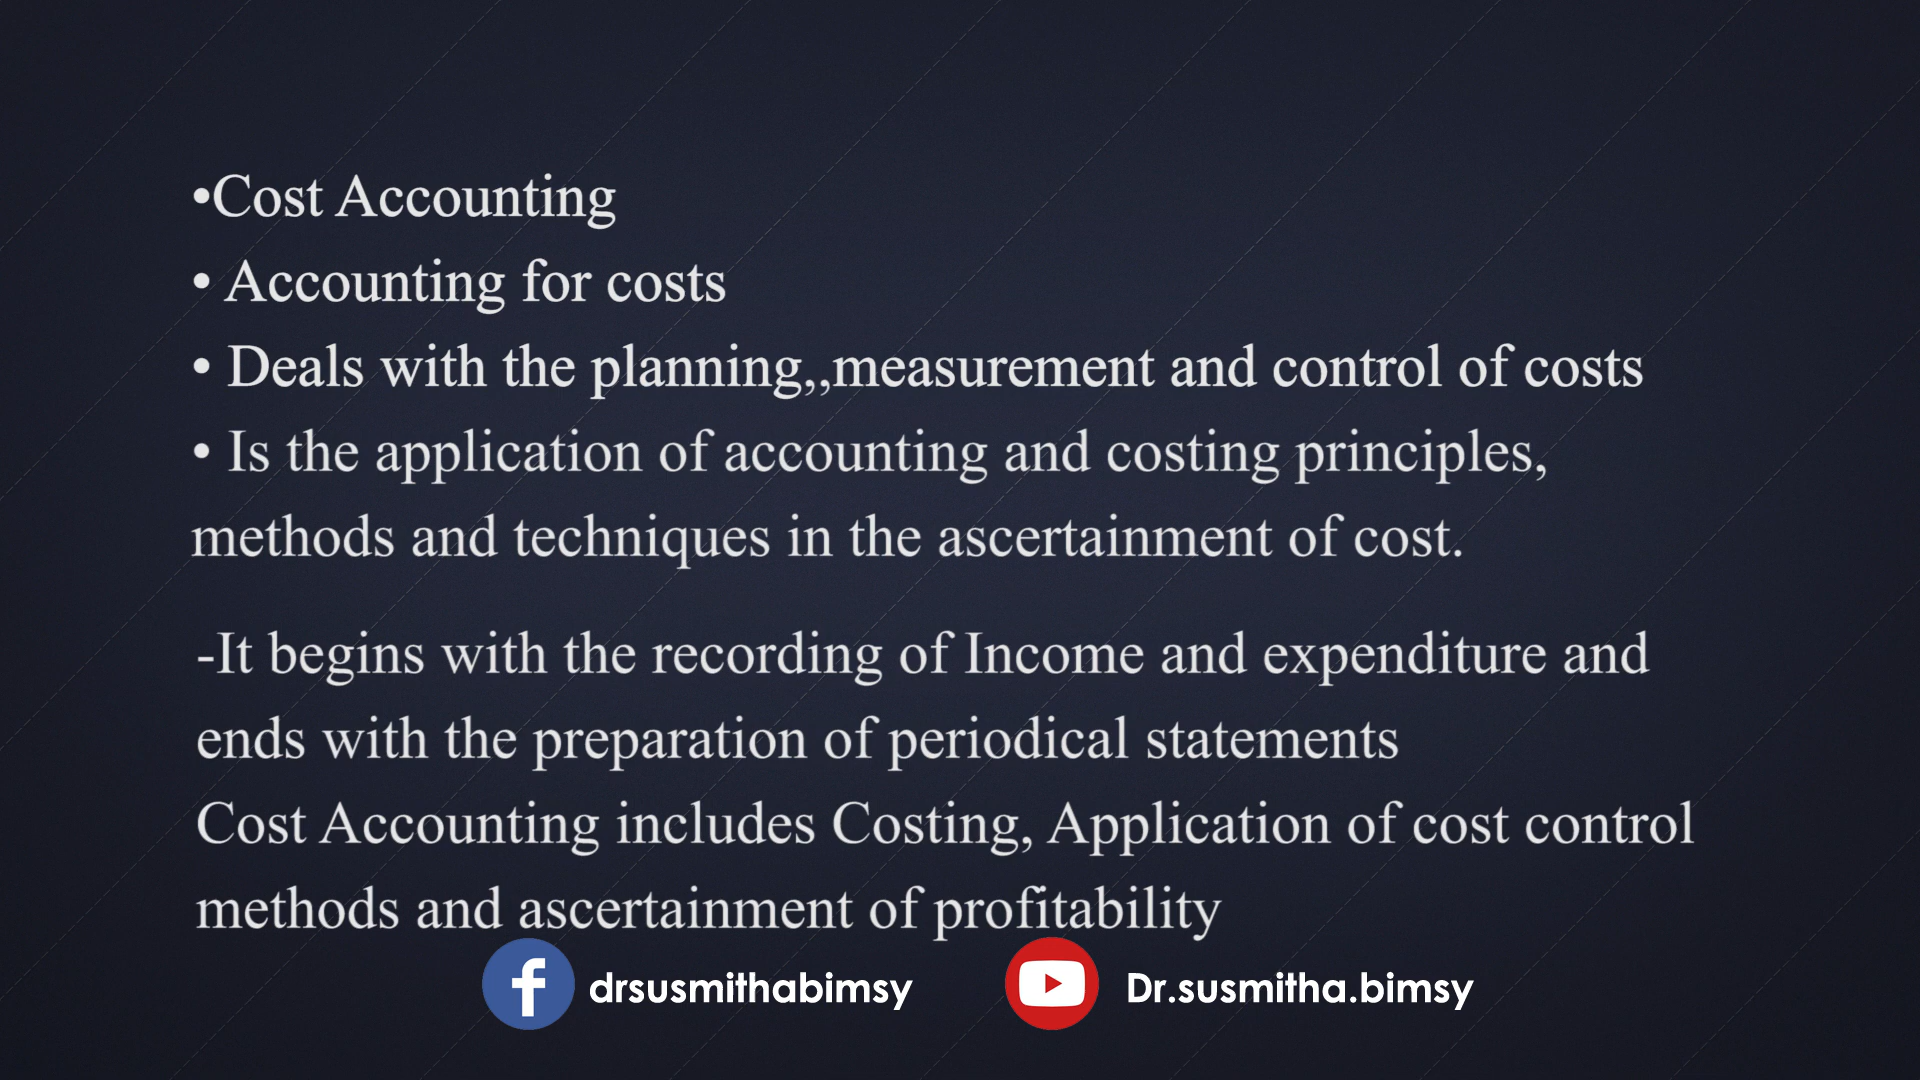 •Cost Accounting
• Accounting for costs
• Deals with the planning,,measurement and control of costs
• Is the application of accounting and costing principles,
methods and techniques in the ascertainment of cost.
-It begins with the recording of Income and expenditure and
ends with the preparation of periodical statements
Cost Accounting includes Costing, Application of cost control
methods and ascertainment of profitability
drsusmithabimsy
Dr.susmitha.bimsy